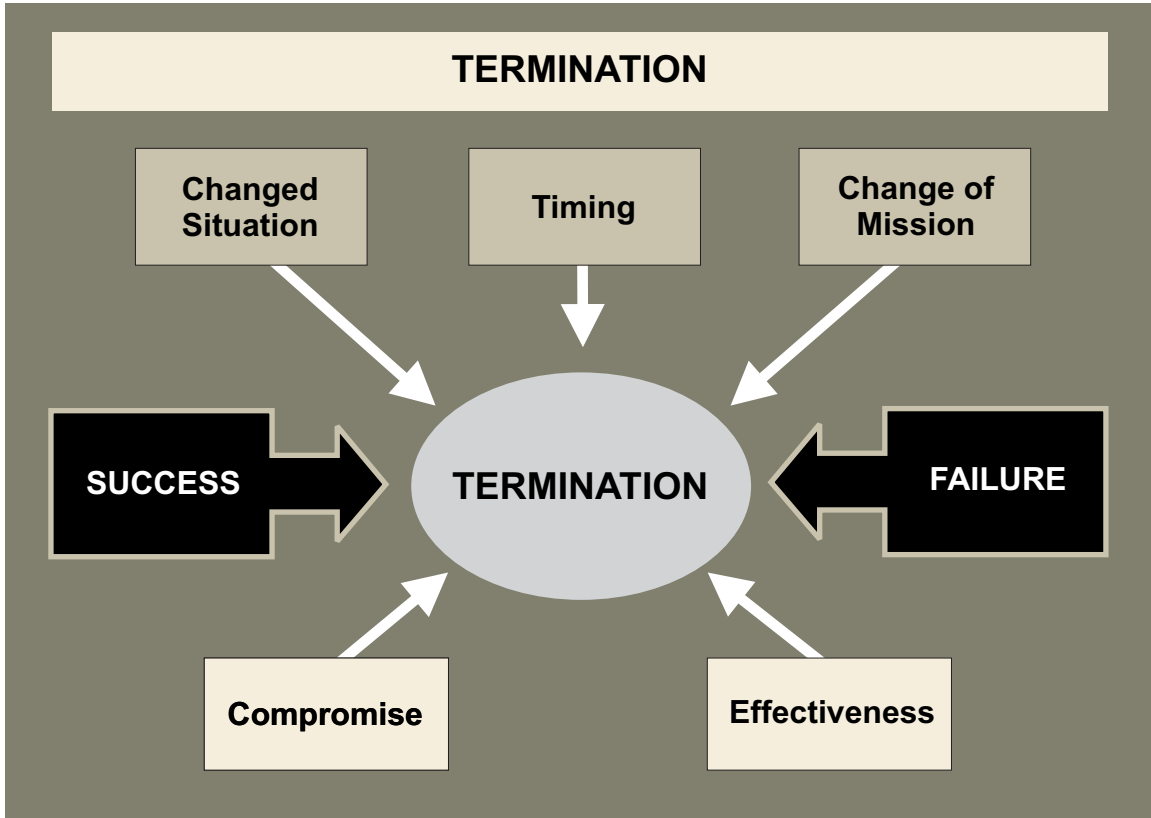 TERMINATION
Changed
Situation
Timing
Change of
Mission
SUCCESS
TERMINATION
FAILURE
Compromise
Effectiveness